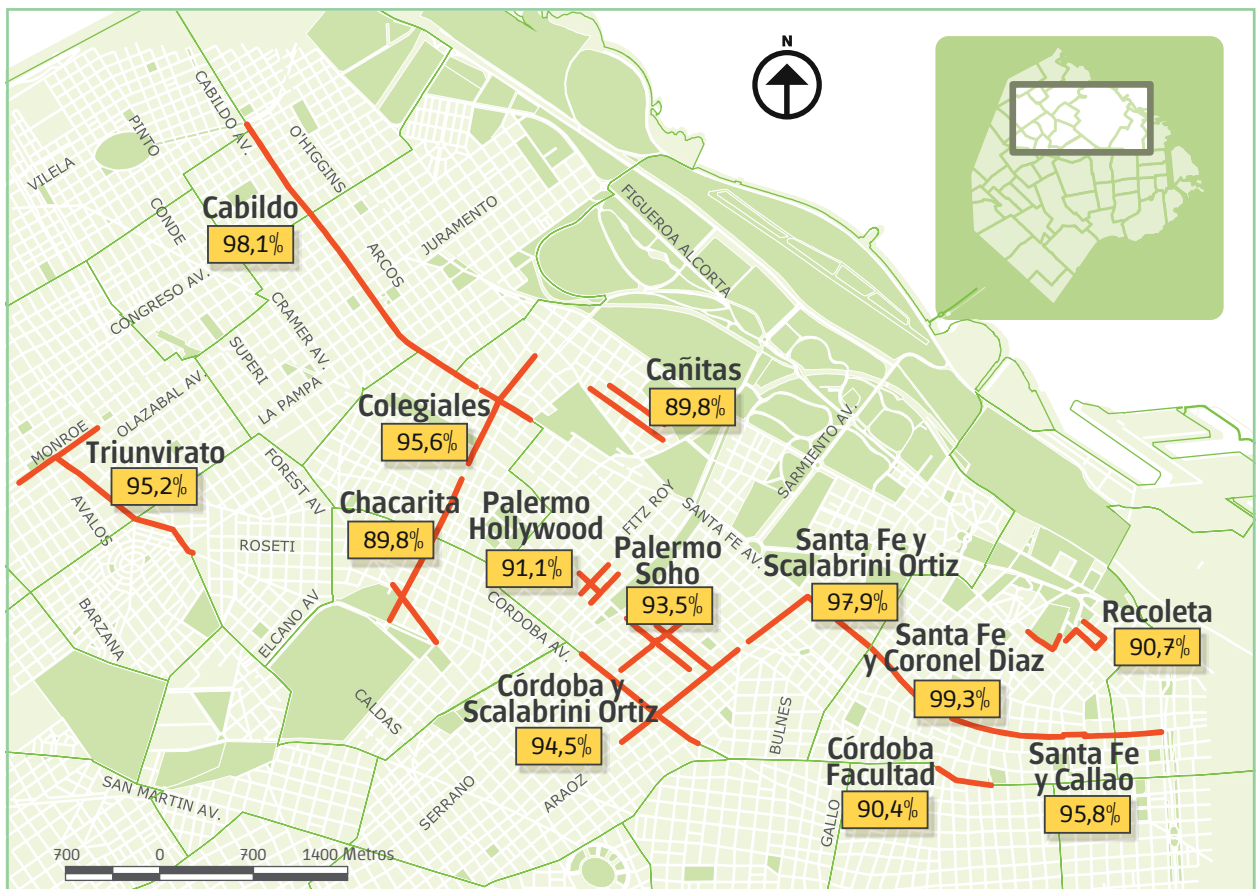 N
CABILDO AV.
O'HIGGINS
PINTO
VILELA
FIGUEROA ALCORTA
Cabildo
98,1%
CONDE
JURAMENTO
ARCOS
CONGRESO AV.
CRAMER AV.
SUPERI
LA PAMPA
OLAZABAL AV.
MONROE
Cañitas
89,8%
Colegiales
95,6%
SARMIENTO AV.
Triunvirato
95,2%
FOREST AV
AVALOS
Chacarita
89,8%
Palermo
Hollywood
91,1%
FITZ ROY
SANTA FE AV.
ROSETI
Palermo
Soho
93,5%
Santa Fe y
Scalabrini Ortiz
97,9%
BARZANA
ELCANO AV
CORDOBA AV.
Recoleta
90,7%
Santa Fe
y Coronel Diaz
99,3%
CALDAS
Córdoba y
Scalabrini Ortiz
94,5%
BULNES
Córdoba
Facultad
90,4%
Santa Fe
y Callao
95,8%
SAN MARTIN AV.
SERRANO
ARAOZ
GALLO
700 0 700 1400 Metros